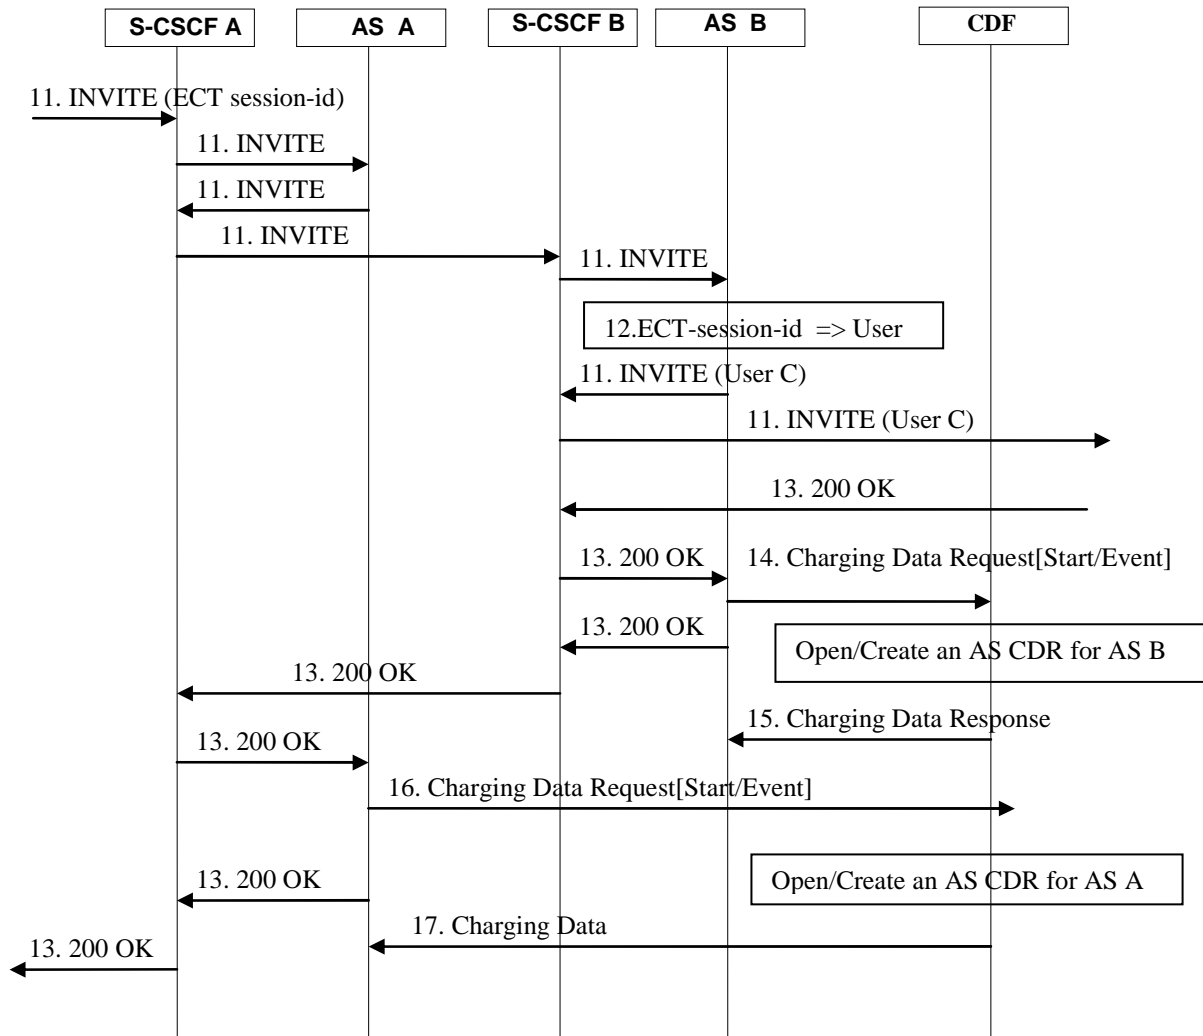 S-CSCF A
AS A
S-CSCF B
AS B
CDF
11. INVITE (ECT session-id)
11. INVITE
11. INVITE
11. INVITE
11. INVITE
12.ECT-session-id => User
11. INVITE (User C)
11. INVITE (User C)
13. 200 OK
13. 200 OK
14. Charging Data Request[Start/Event]
13. 200 OK
Open/Create an AS CDR for AS B
13. 200 OK
15. Charging Data Response
13. 200 OK
16. Charging Data Request[Start/Event]
13. 200 OK
Open/Create an AS CDR for AS A
17. Charging Data
13. 200 OK